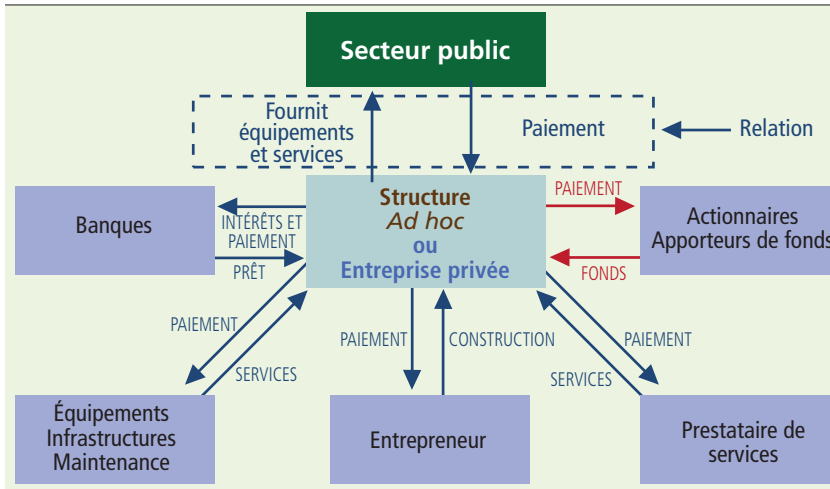 Secteur public
Fournit
équipements
et services
Paiement
Relation
Banques
INTÉRÊTS ET
PAIEMENT
PRÊT
Structure
Ad hoc
ou
Entreprise privée
PAIEMENT
FONDS
Actionnaires
Apporteurs de fonds
PAIEMENT
SERVICES
PAIEMENT
CONSTRUCTION
PAIEMENT
SERVICES
Équipements
Infrastructures
Maintenance
Entrepreneur
Prestataire de
services